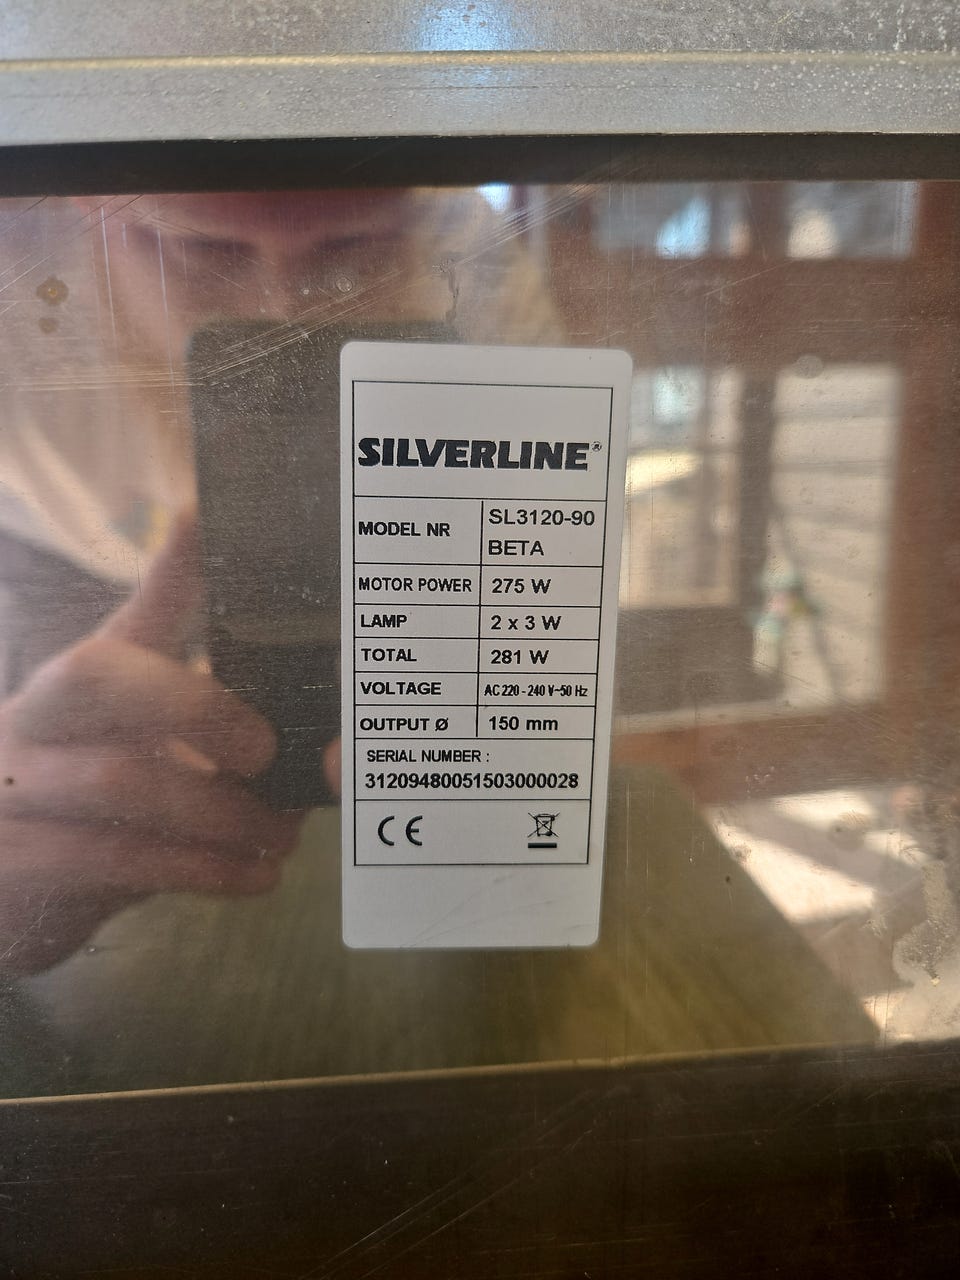 SILVERLINE®
MODEL NR SL3120-90 BETA
MOTOR POWER 275 W
LAMP 2 x 3 W
TOTAL 281 W
VOLTAGE AC 220 - 240 V~50 Hz
OUTPUT Ø 150 mm
SERIAL NUMBER :
31209480051503000028
CE